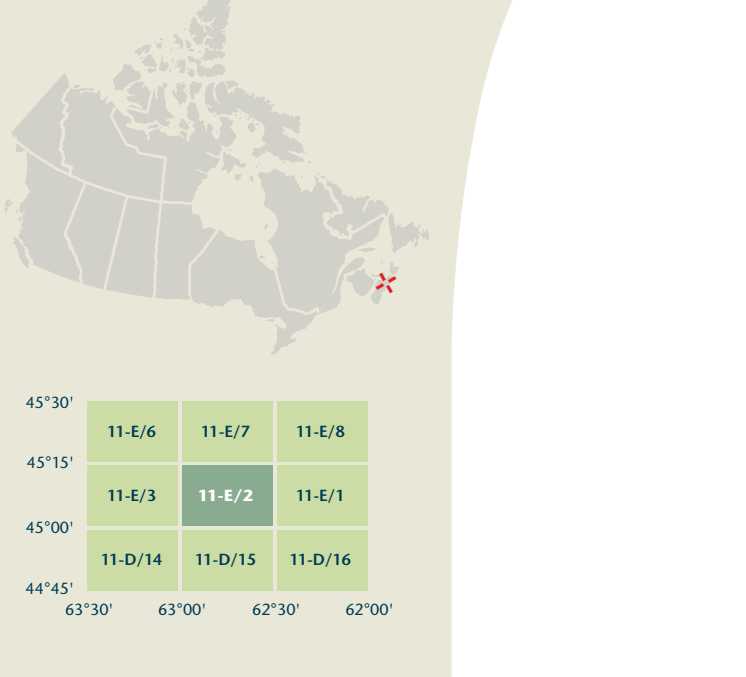 45°30'
11-E/6 11-E/7 11-E/8
45°15'
11-E/3 11-E/2 11-E/1
45°00'
11-D/14 11-D/15 11-D/16
44°45'
63°30' 63°00' 62°30' 62°00'